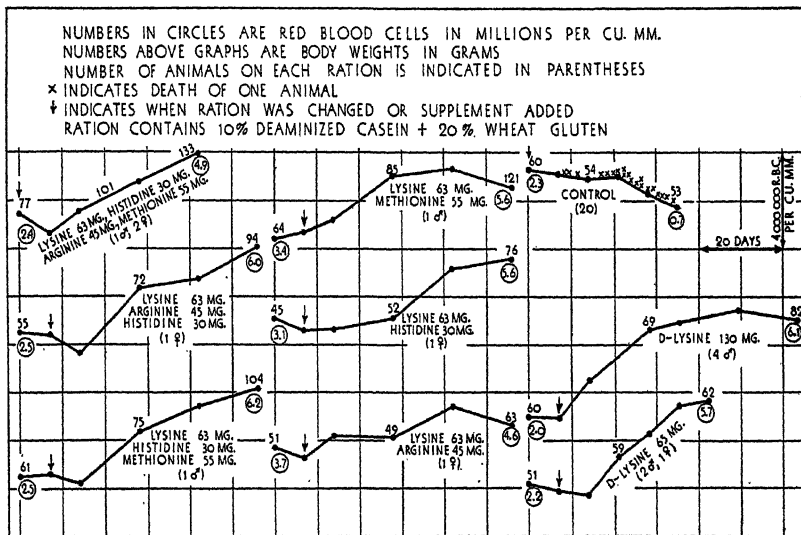 NUMBERS IN CIRCLES ARE RED BLOOD CELLS IN MILLIONS PER CU. MM.
NUMBERS ABOVE GRAPHS ARE BODY WEIGHTS IN GRAMS
NUMBER OF ANIMALS ON EACH RATION IS INDICATED IN PARENTHESES
× INDICATES DEATH OF ONE ANIMAL
↓ INDICATES WHEN RATION WAS CHANGED OR SUPPLEMENT ADDED
RATION CONTAINS 10% DEAMINIZED CASEIN + 20% WHEAT GLUTEN
77
101
133
2.4
4.9
LYSINE 63 MG., HISTIDINE 30 MG.
ARGININE 45 MG., METHIONINE 55 MG.
(1♂, 2♀)
64
85
121
3.4
5.6
LYSINE 63 MG.
METHIONINE 55 MG.
(1 ♂)
60
54
53
2.3
0.7
CONTROL
(20)
20 DAYS
4,000,000 R.B.C.
PER CU. MM.
55
72
94
2.5
6.0
LYSINE 63 MG.
ARGININE 45 MG.
HISTIDINE 30 MG.
(1 ♀)
45
52
76
3.1
5.6
LYSINE 63 MG.
HISTIDINE 30 MG.
(1 ♀)
60
69
82
2.0
D-LYSINE 130 MG.
(4 ♂)
61
75
104
2.5
6.2
LYSINE 63 MG.
HISTIDINE 30 MG.
METHIONINE 55 MG.
(1 ♂)
51
49
63
3.7
4.6
LYSINE 63 MG.
ARGININE 45 MG.
(1 ♀)
51
59
62
2.2
5.7
D-LYSINE 65 MG.
(2♂, 1♀)